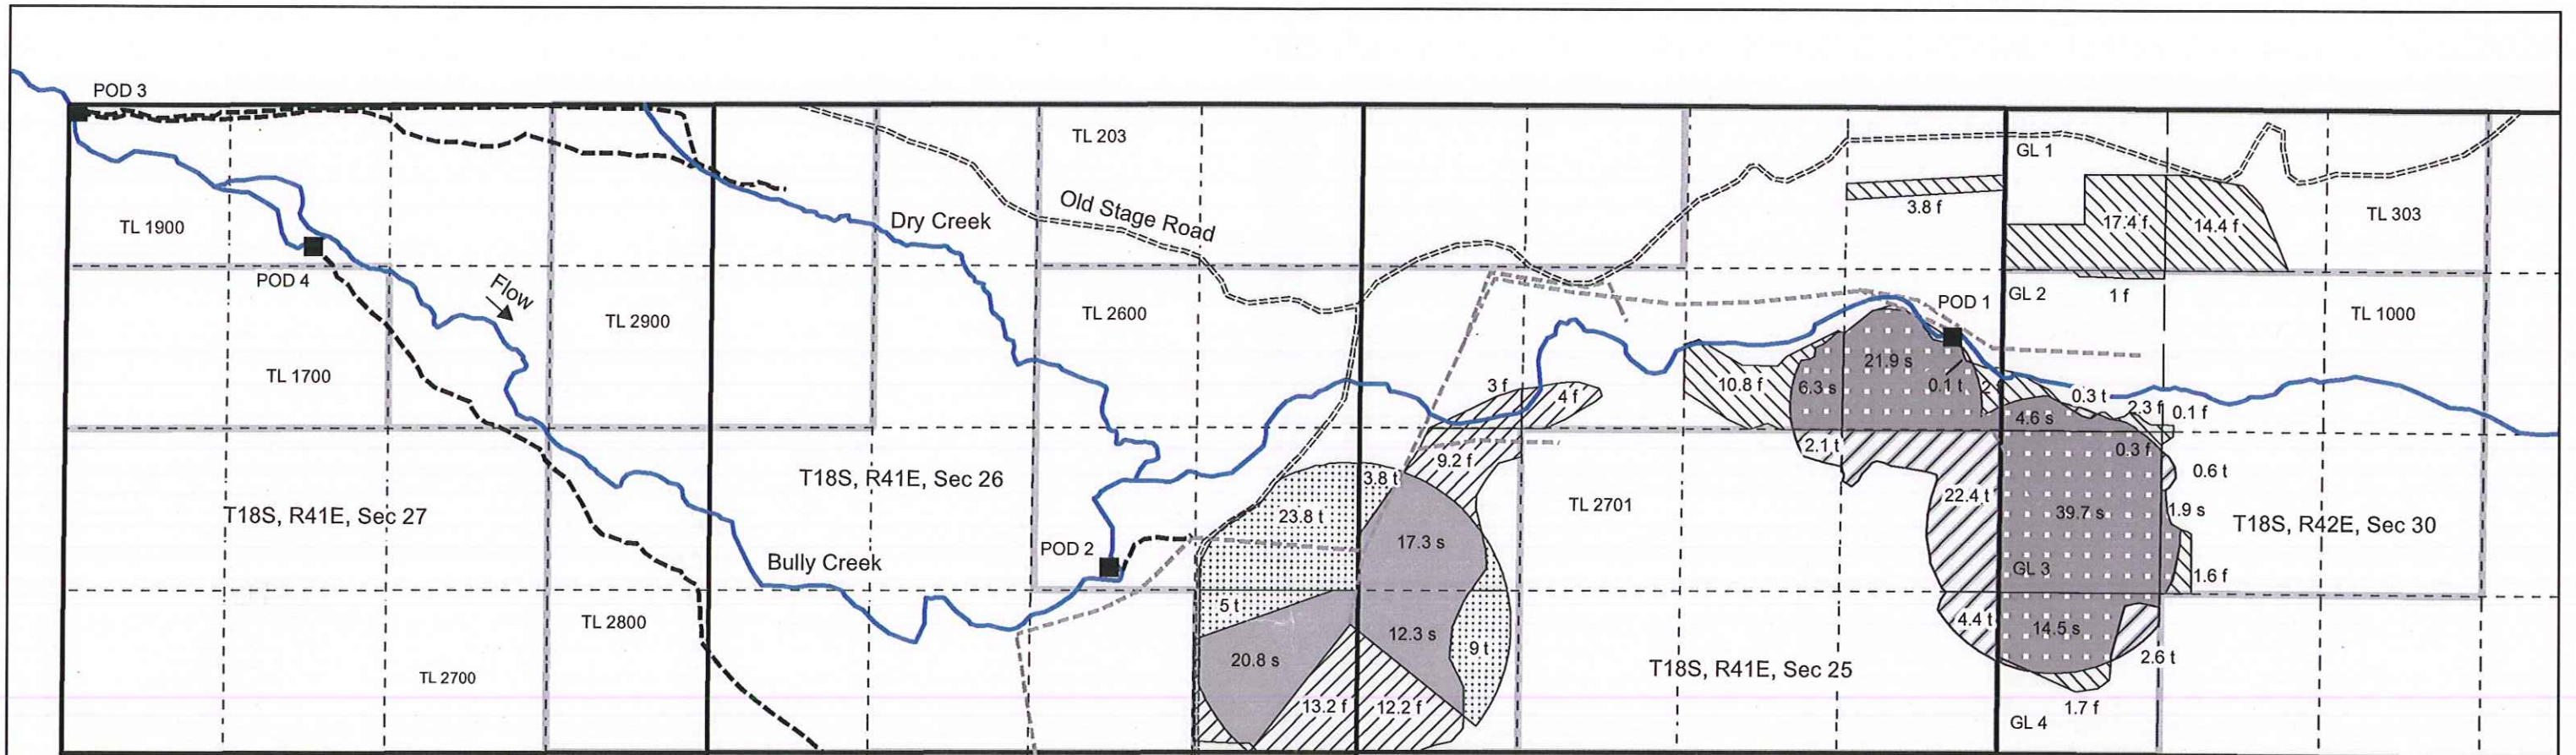 POD 3
TL 203
GL 1
TL 1900
Dry Creek
Old Stage Road
3.8 f
17.4 f
14.4 f
TL 303
POD 4
Flow
TL 2900
TL 2600
POD 1
GL 2
1 f
TL 1000
TL 1700
3 f
4 f
10.8 f
6.3 s
21.9 s
0.1 t
0.3 t
2.3 f
0.1 f
4.6 s
2.1 t
0.3 f
T18S, R41E, Sec 27
T18S, R41E, Sec 26
3.8 t
9.2 f
0.6 t
23.8 t
TL 2701
22.4 t
39.7 s
1.9 s
T18S, R42E, Sec 30
17.3 s
Bully Creek
POD 2
GL 3
1.6 f
TL 2800
5 t
12.3 s
9 t
4.4 t
14.5 s
2.6 t
TL 2700
20.8 s
T18S, R41E, Sec 25
13.2 f
12.2 f
1.7 f
GL 4